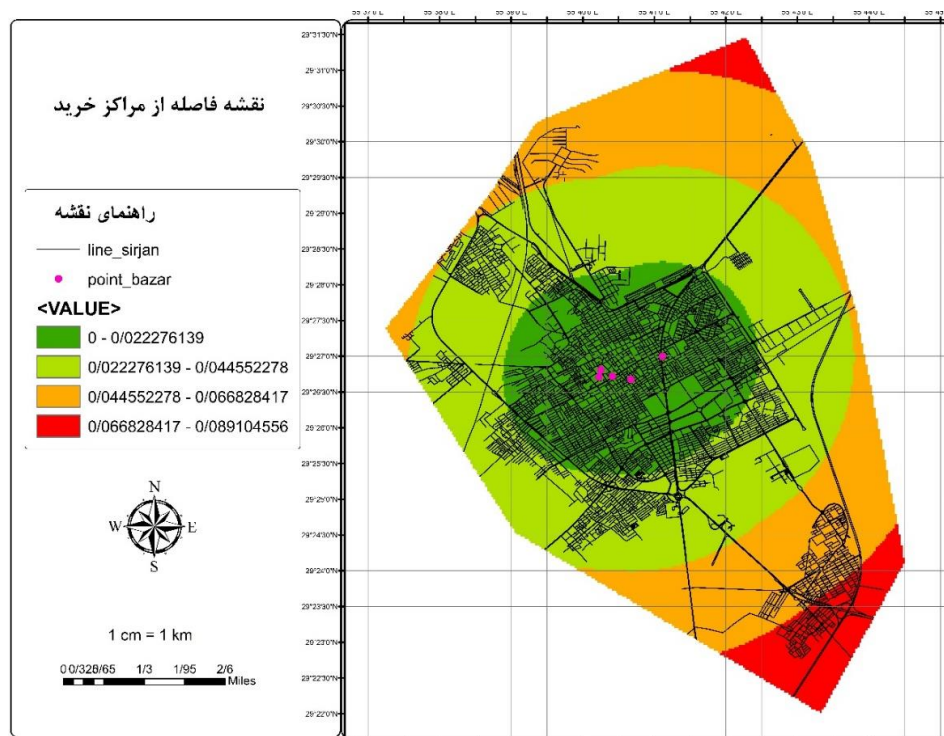 نقشه فاصله از مراکز خرید
راهنمای نقشه
line_sirjan
point_bazar
<VALUE>
0 - 0/022276139
0/022276139 - 0/044552278
0/044552278 - 0/066828417
0/066828417 - 0/089104556
N
W E
S
1 cm = 1 km
0 0/325 0/65 1/3 1/95 2/6
Miles
29°31'30"N
29°31'0"N
29°30'30"N
29°30'0"N
29°29'30"N
29°29'0"N
29°28'30"N
29°28'0"N
29°27'30"N
29°27'0"N
29°26'30"N
29°26'0"N
29°25'30"N
29°25'0"N
29°24'30"N
29°24'0"N
29°23'30"N
29°23'0"N
29°22'30"N
29°22'0"N